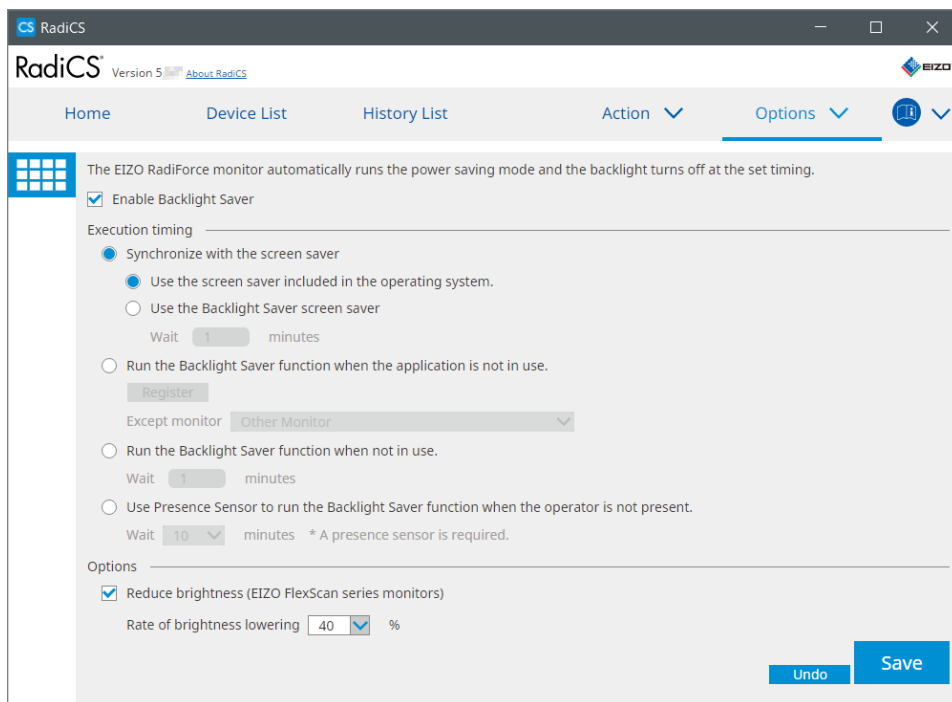 CS RadiCS
RadiCS® Version 5. About RadiCS EIZO
Home Device List History List Action Options
The EIZO RadiForce monitor automatically runs the power saving mode and the backlight turns off at the set timing.
Enable Backlight Saver
Execution timing
Synchronize with the screen saver
Use the screen saver included in the operating system.
Use the Backlight Saver screen saver
Wait 1 minutes
Run the Backlight Saver function when the application is not in use.
Register
Except monitor Other Monitor
Run the Backlight Saver function when not in use.
Wait 1 minutes
Use Presence Sensor to run the Backlight Saver function when the operator is not present.
Wait 10 minutes * A presence sensor is required.
Options
Reduce brightness (EIZO FlexScan series monitors)
Rate of brightness lowering 40 %
Save
Undo